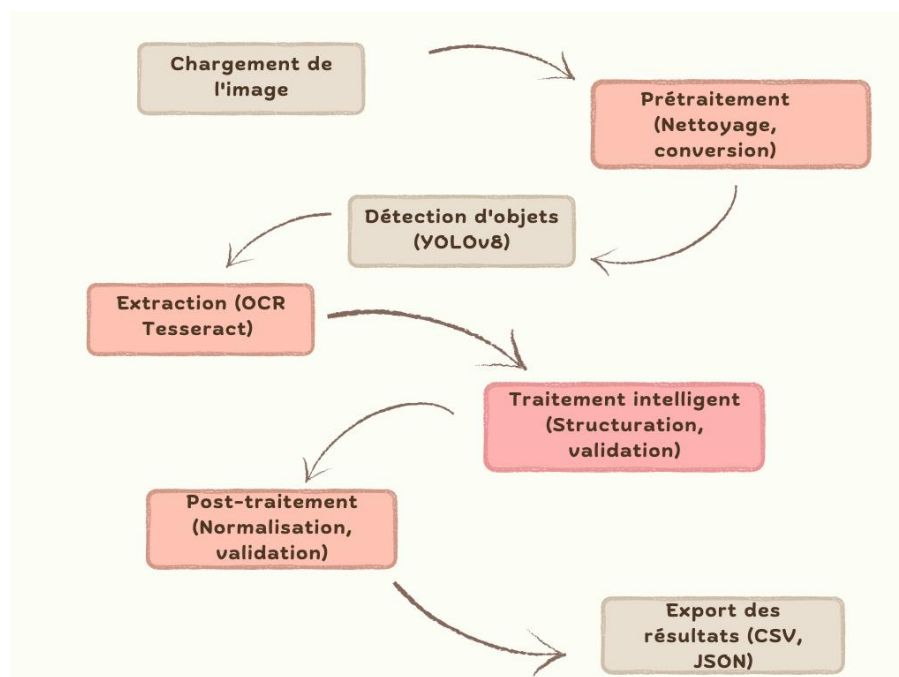 Chargement de
l'image
Prétraitement
(Nettoyage,
conversion)
Détection d'objets
(YOLOv8)
Extraction (OCR
Tesseract)
Traitement intelligent
(Structuration,
validation)
Post-traitement
(Normalisation,
validation)
Export des
résultats (CSV,
JSON)